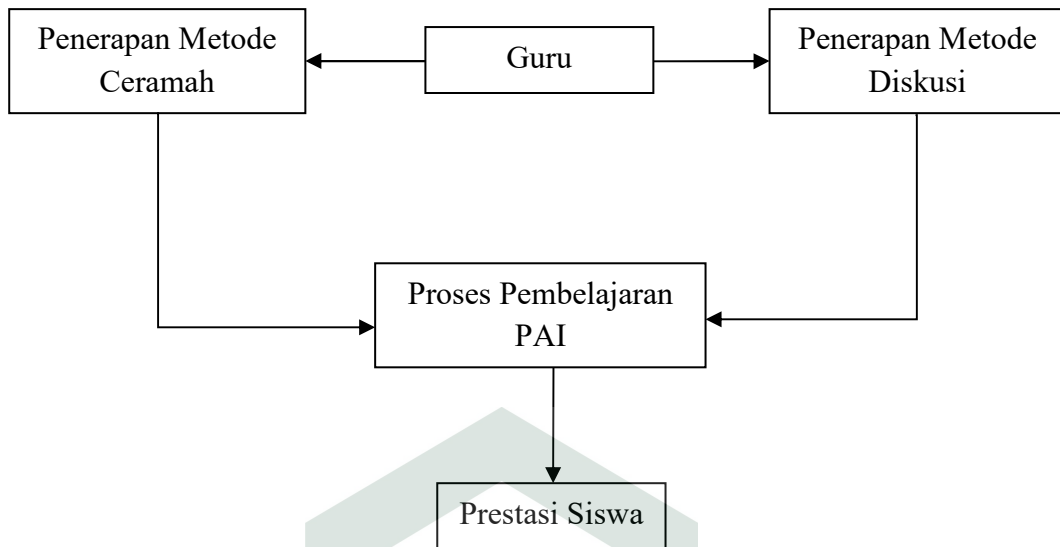 Penerapan Metode
Ceramah
Guru
Penerapan Metode
Diskusi
Proses Pembelajaran
PAI
Prestasi Siswa